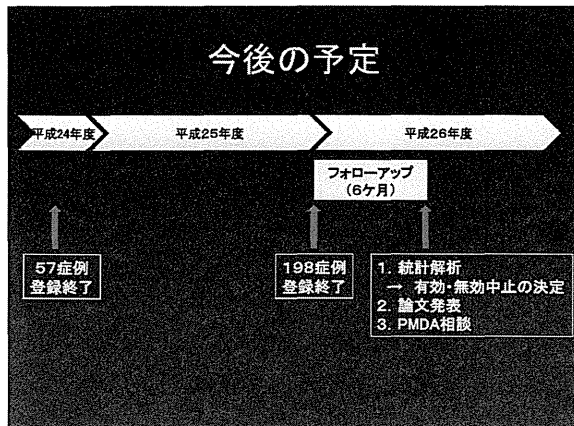 今後の予定
平成24年度
平成25年度
平成26年度
フォローアップ
(6ケ月)
57症例
登録終了
198症例
登録終了
1. 統計解析
→ 有効・無効中止の決定
2. 論文発表
3. PMDA相談